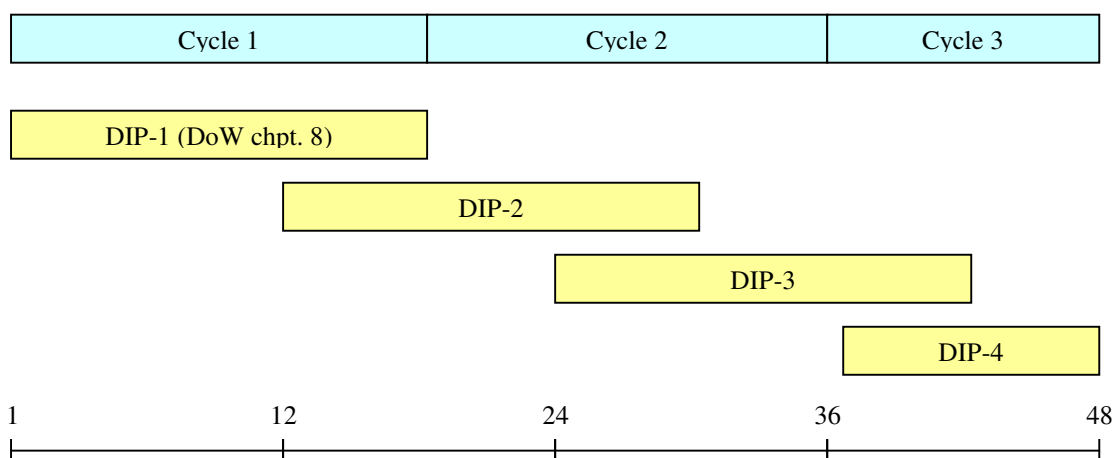 Cycle 1 Cycle 2 Cycle 3
DIP-1 (DoW chpt. 8)
DIP-2
DIP-3
DIP-4
1 12 24 36 48